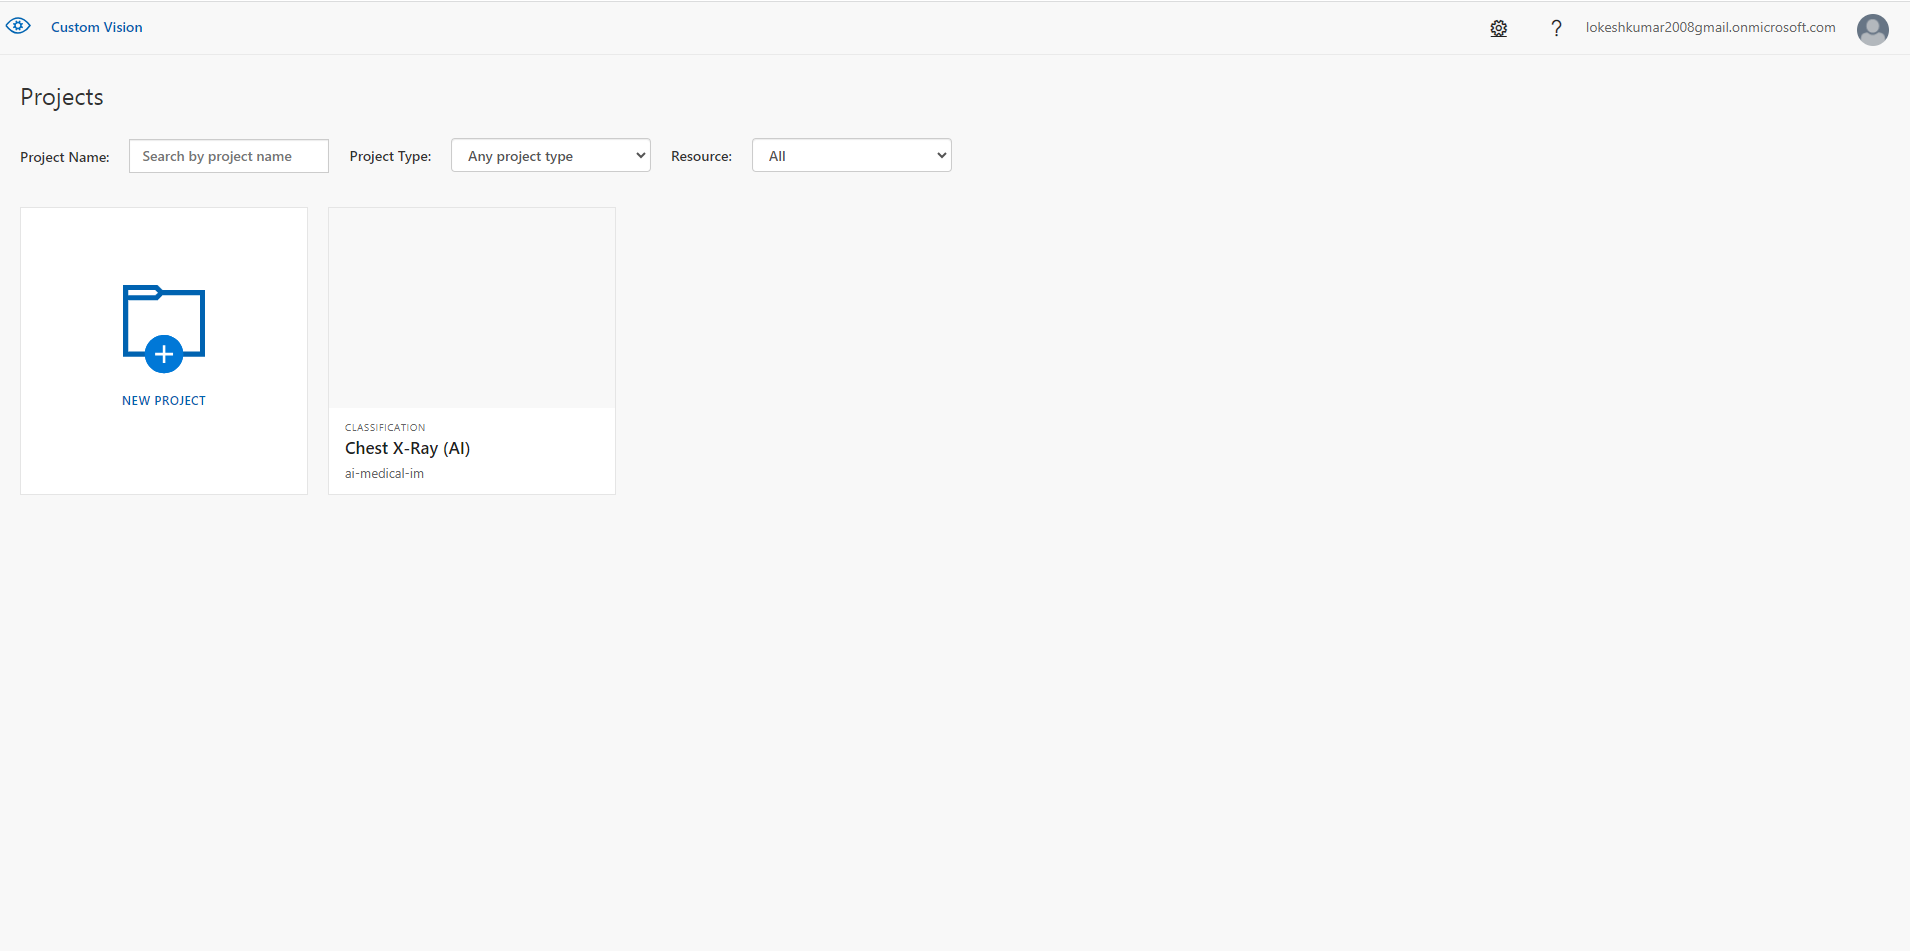 Custom Vision
? lokeshkumar2008gmail.onmicrosoft.com
Projects
Project Name: Search by project name Project Type: Any project type Resource: All
NEW PROJECT
CLASSIFICATION
Chest X-Ray (AI)
ai-medical-im